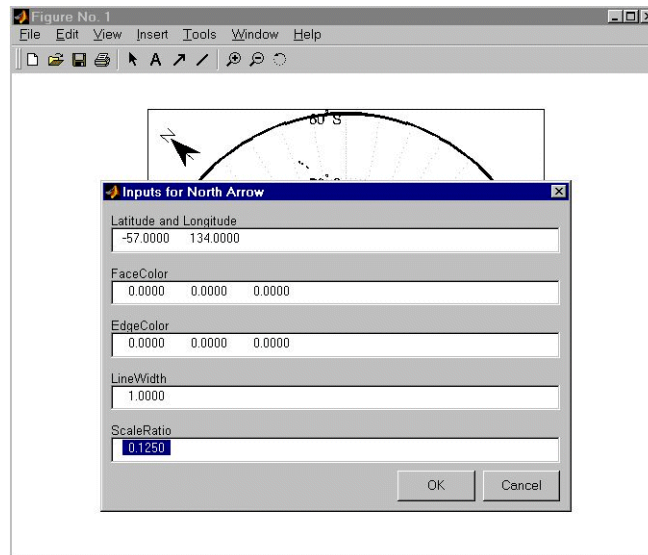 Figure No. 1
File Edit View Insert Tools Window Help
A
60° S
N
Inputs for North Arrow
Latitude and Longitude
-57.0000 134.0000
FaceColor
0.0000 0.0000 0.0000
EdgeColor
0.0000 0.0000 0.0000
LineWidth
1.0000
ScaleRatio
0.1250
OK Cancel